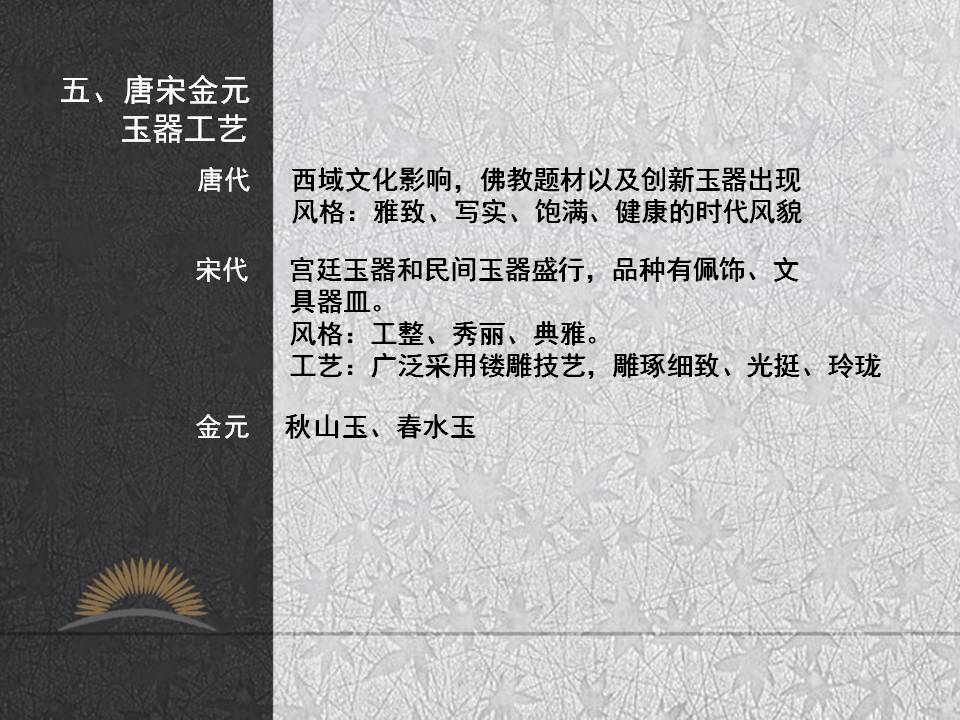 五、唐宋金元
玉器工艺
唐代
西域文化影响，佛教题材以及创新玉器出现
风格：雅致、写实、饱满、健康的时代风貌
宋代
宫廷玉器和民间玉器盛行，品种有佩饰、文
具器皿。
风格：工整、秀丽、典雅。
工艺：广泛采用镂雕技艺，雕琢细致、光挺、玲珑
金元
秋山玉、春水玉